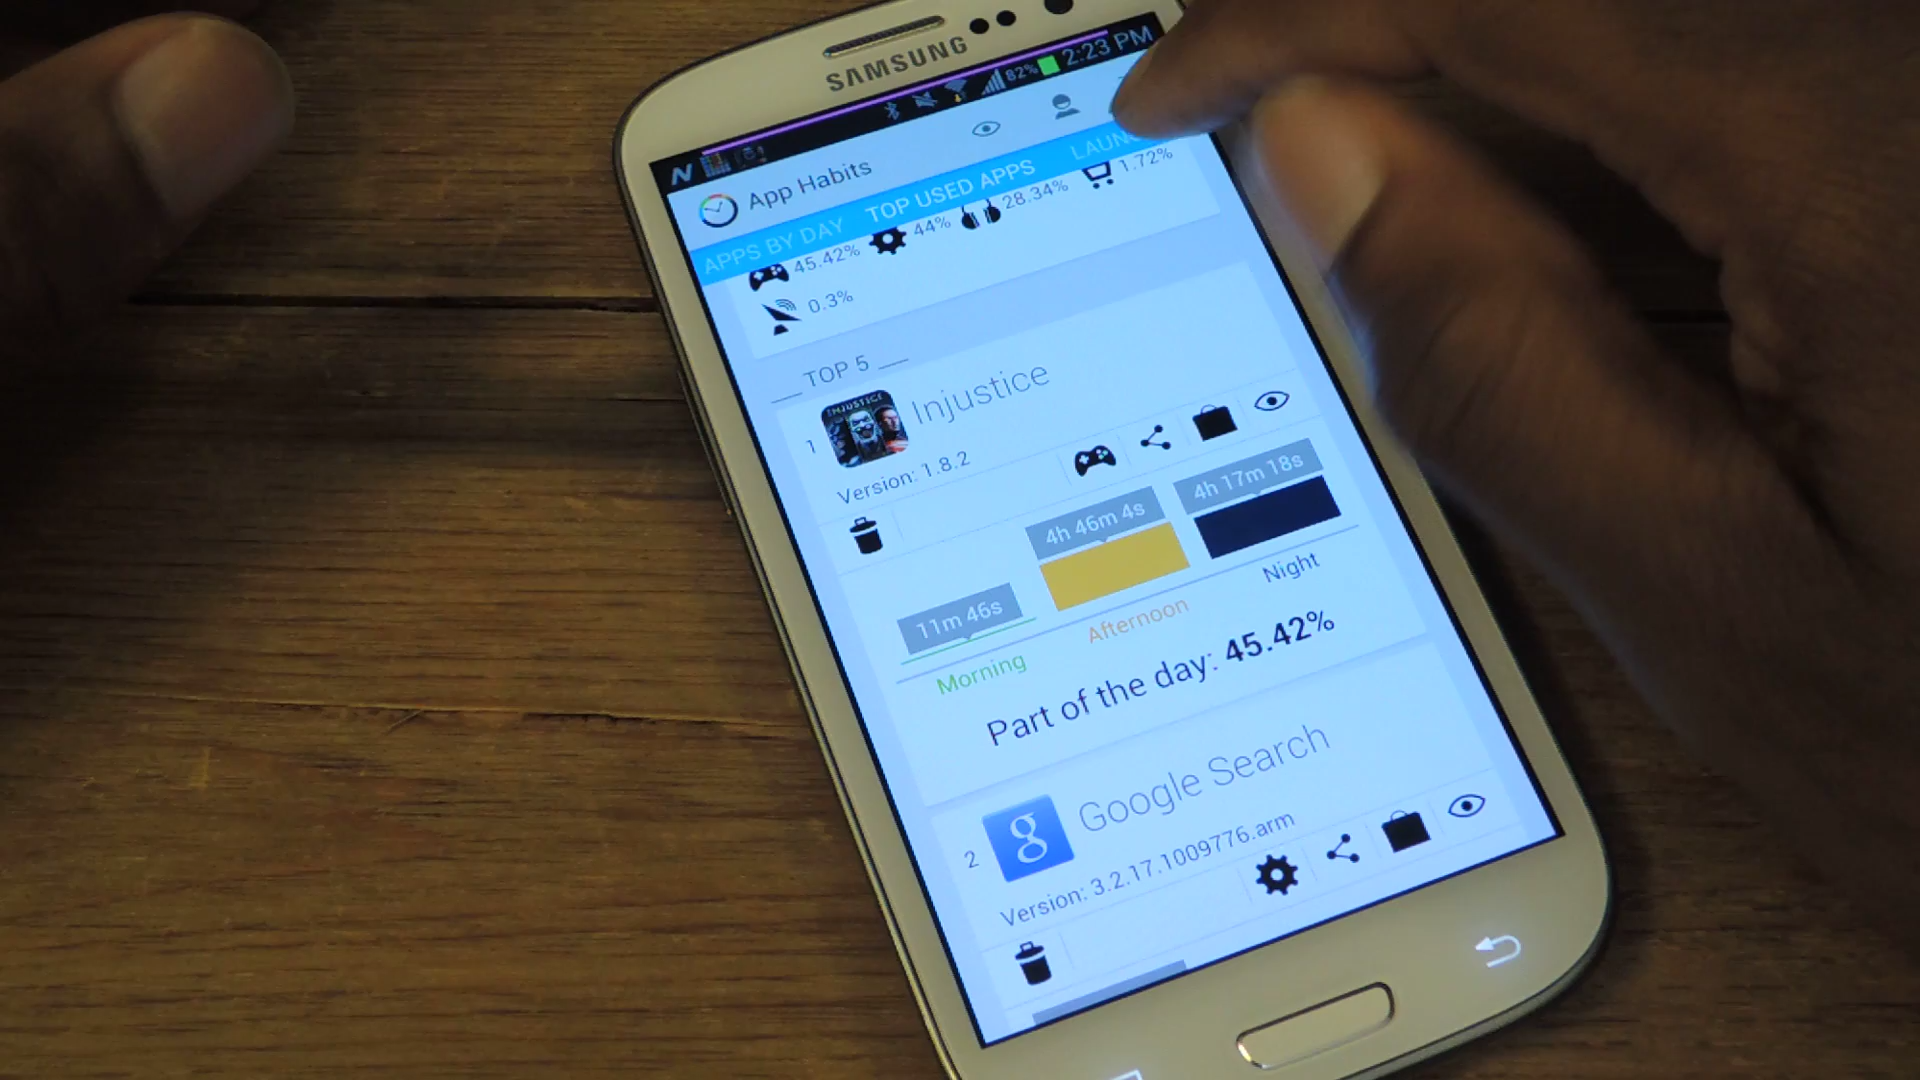 SAMSUNG
82% 2:23 PM
App Habits
APPS BY DAY TOP USED APPS
45.42% 44% 28.34% 1.72%
0.3%
TOP 5
1 INJUSTICE Injustice
Version: 1.8.2
11m 46s 4h 46m 4s 4h 17m 18s
Morning Afternoon Night
Part of the day: 45.42%
2 g Google Search
Version: 3.2.17.1009776.arm